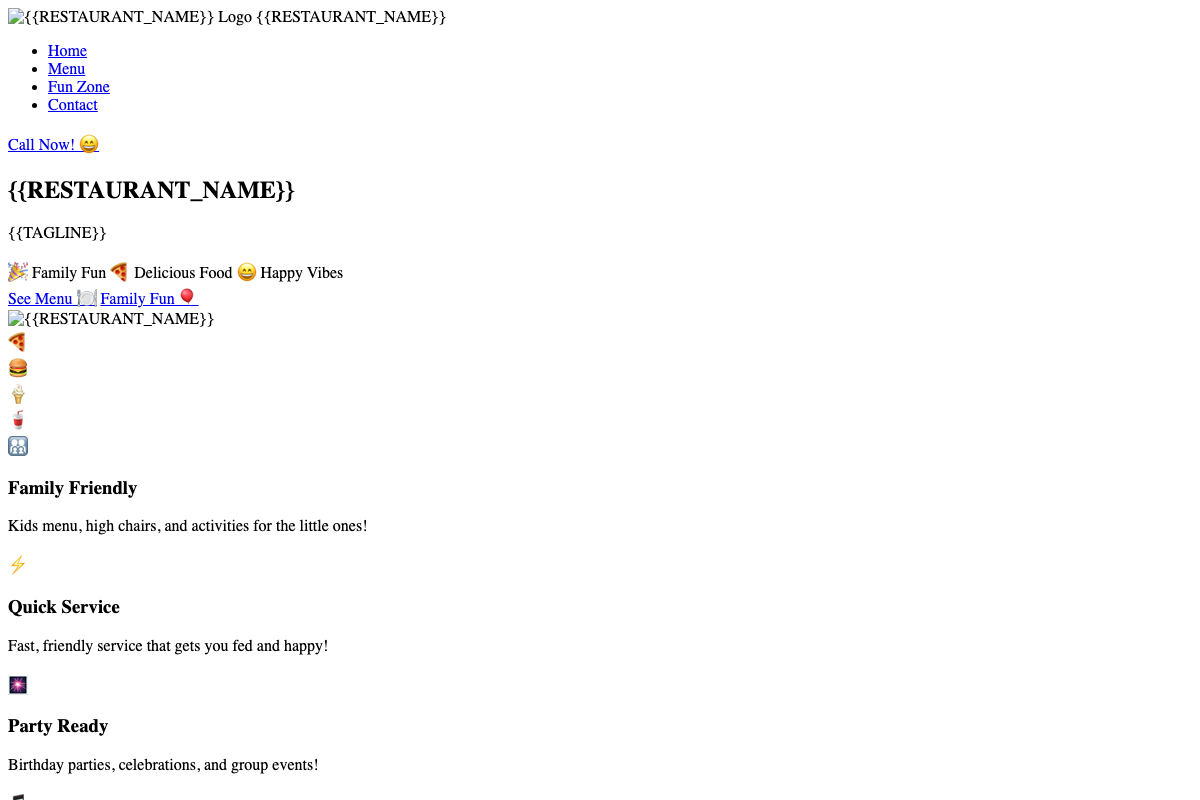 {{RESTAURANT_NAME}} Logo {{RESTAURANT_NAME}}
Home
Menu
Fun Zone
Contact
Call Now! 😄
{{RESTAURANT_NAME}}
{{TAGLINE}}
🎉 Family Fun 🍕 Delicious Food 😄 Happy Vibes
See Menu 🍽️ Family Fun 🎈
{{RESTAURANT_NAME}}
Family Friendly
Kids menu, high chairs, and activities for the little ones!
Quick Service
Fast, friendly service that gets you fed and happy!
Party Ready
Birthday parties, celebrations, and group events!